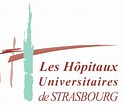 Les Hôpitaux
Universitaires
de STRASBOURG